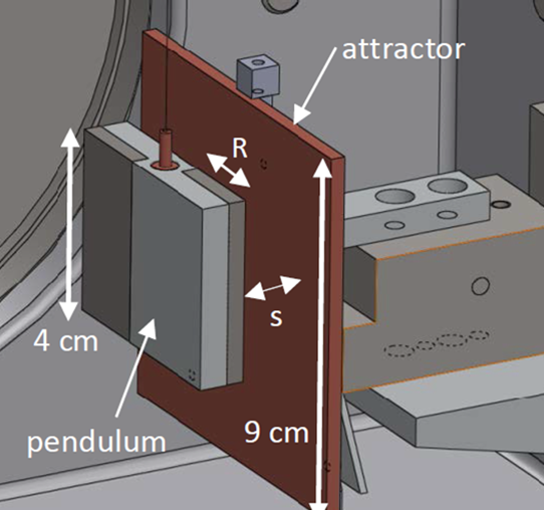 attractor
R
s
4 cm
9 cm
pendulum